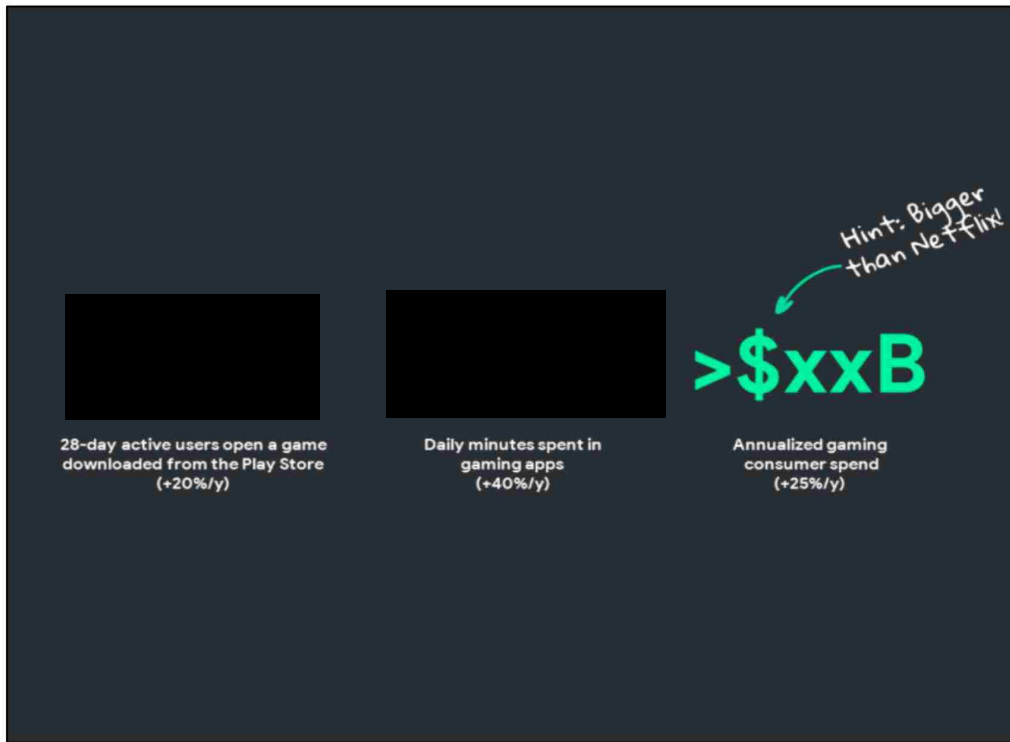 Hint: Bigger
than Netflix!
>$xxB
28-day active users open a game
downloaded from the Play Store
(+20%/y)
Daily minutes spent in
gaming apps
(+40%/y)
Annualized gaming
consumer spend
(+25%/y)